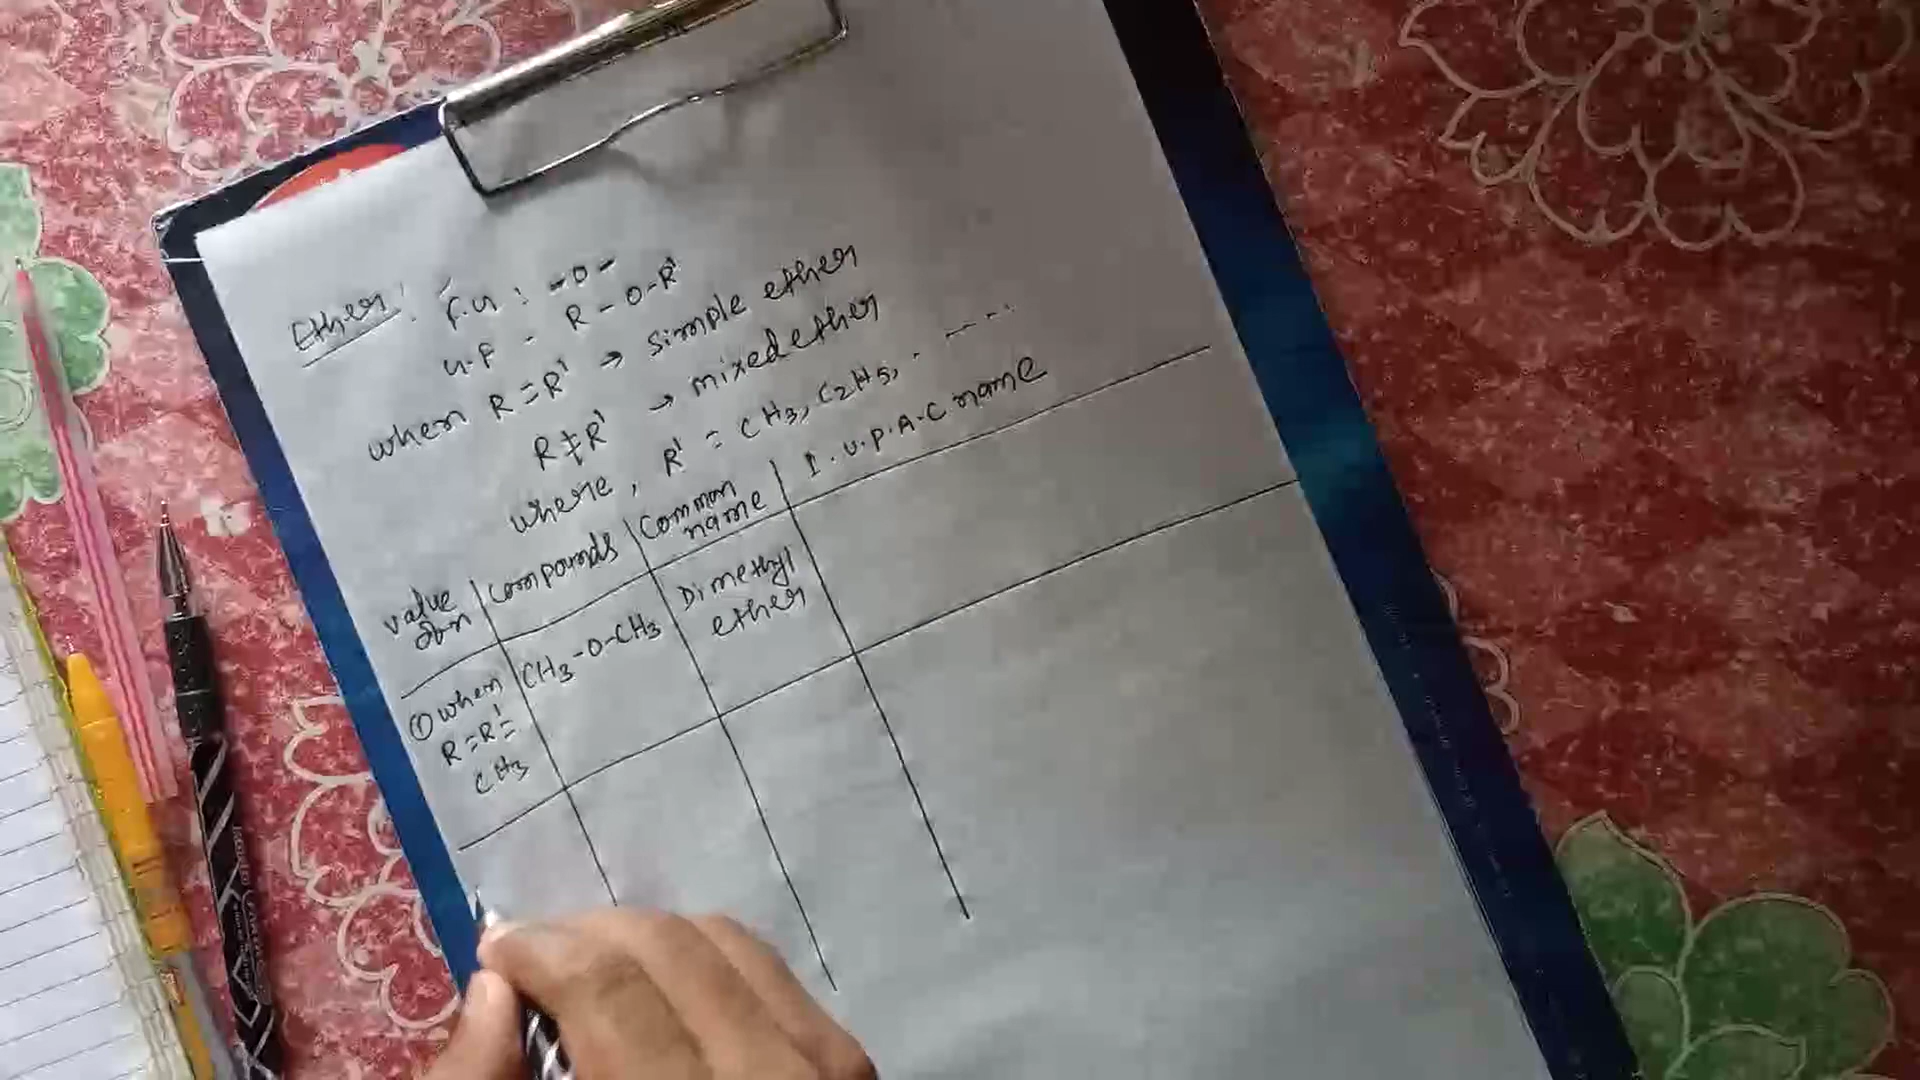 Ether: F.G : -O-
G.F - R-O-R'
when R=R' → simple ether
R≠R' → mixed ether
where, R' = CH3, C2H5, . ----
value
Compounds
Common
name
I.U.P.A.C name
① when
R=R'=
CH3
CH3-O-CH3
Dimethyl
ether